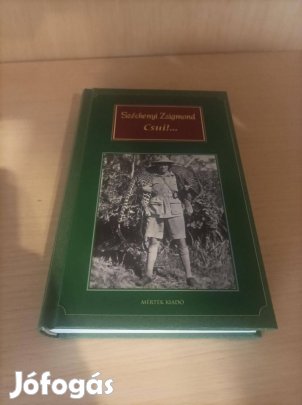 Széchenyi Zsigmond
Csui!...
MÉRTÉK KIADÓ
Jófogás